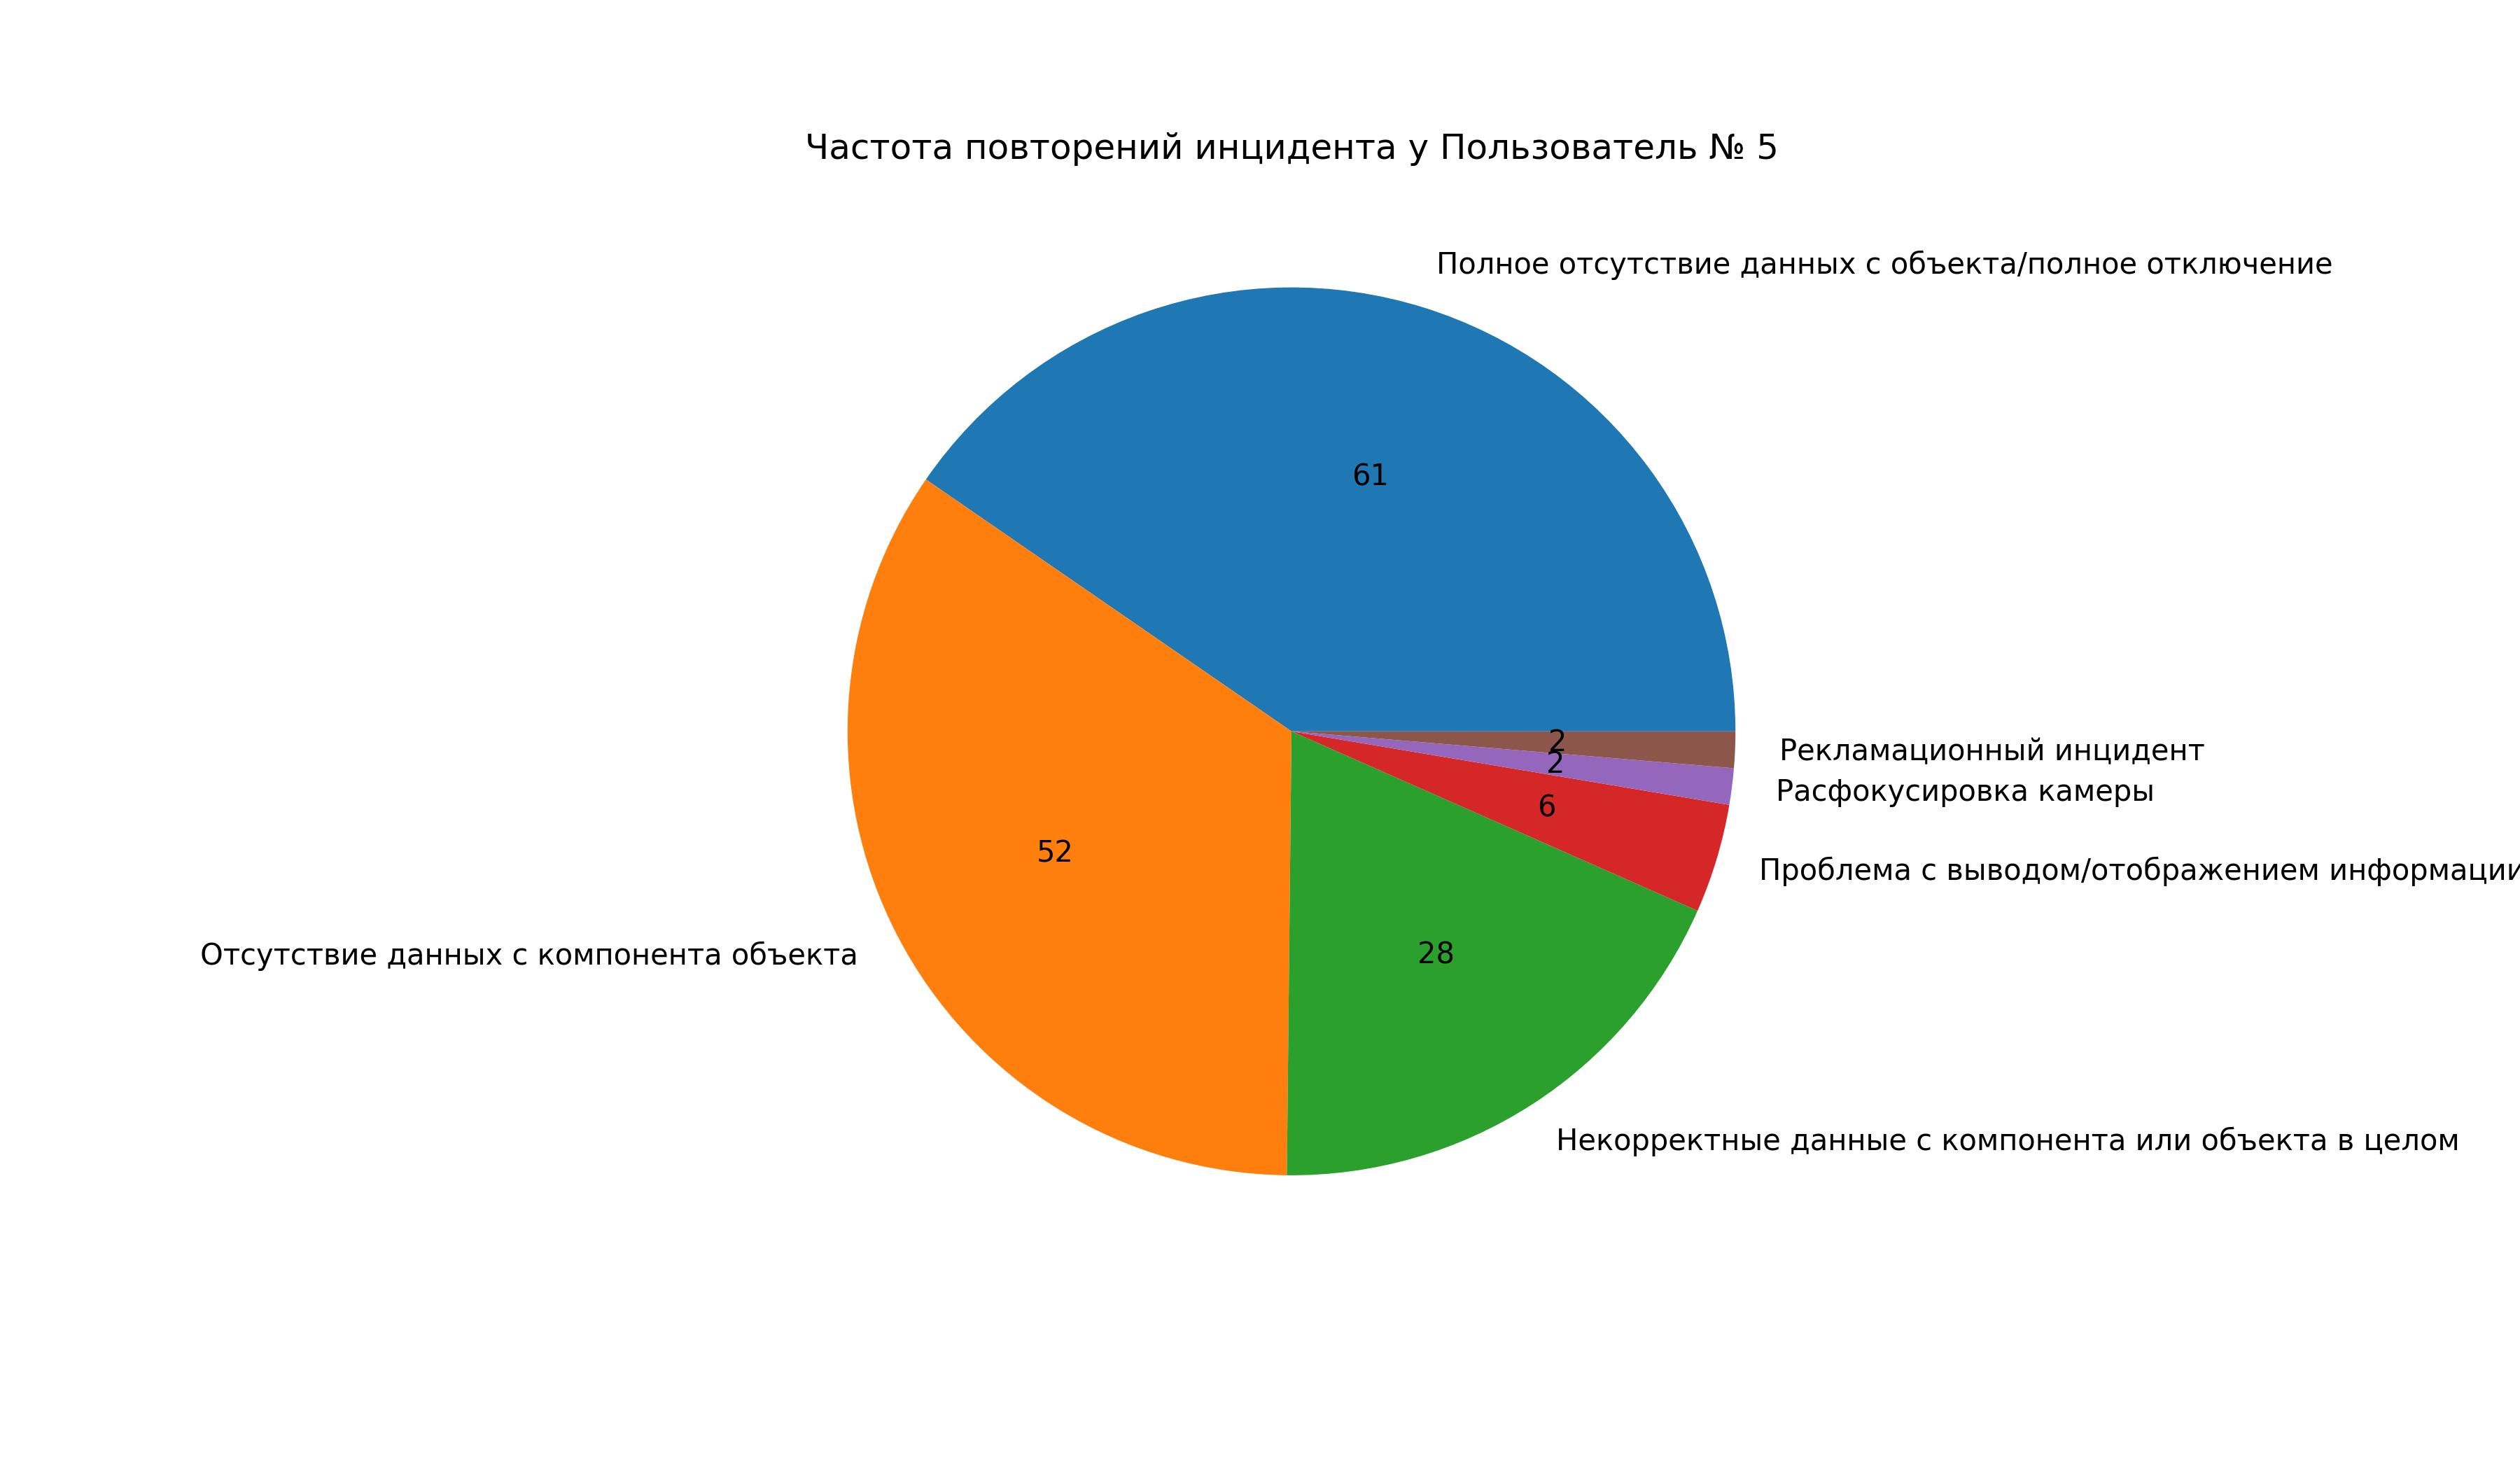 Частота повторений инцидента у Пользователь № 5
Полное отсутствие данных с объекта/полное отключение
61
2
Рекламационный инцидент
2
Расфокусировка камеры
6
Проблема с выводом/отображением информации
52
28
Отсутствие данных с компонента объекта
Некорректные данные с компонента или объекта в целом